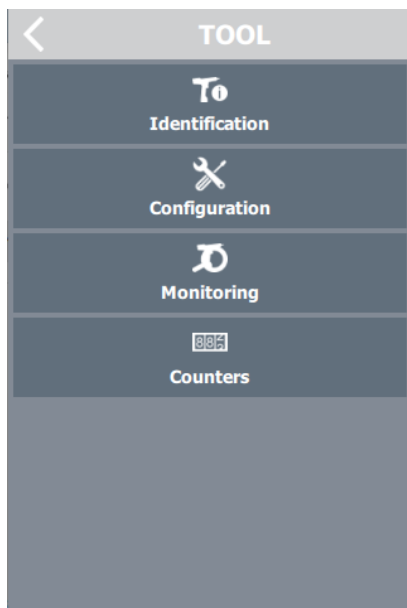 TOOL
Identification
Configuration
Monitoring
Counters